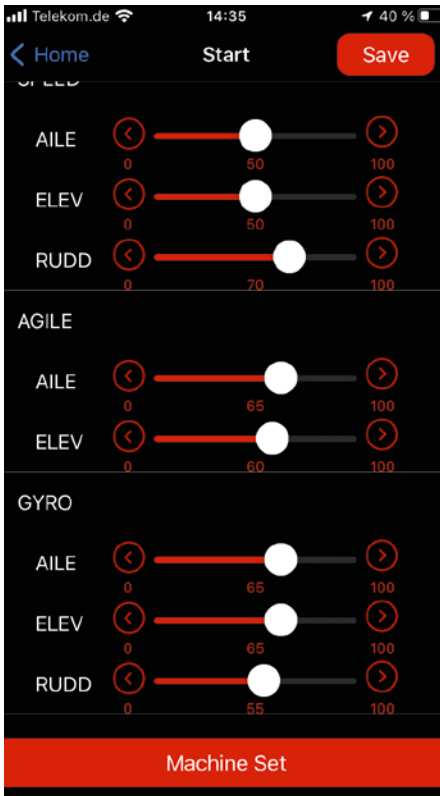 Telekom.de 14:35 40 %
Home Start Save
SPEED
AILE
0 50 100
ELEV
0 50 100
RUDD
0 70 100
AGILE
AILE
0 65 100
ELEV
0 60 100
GYRO
AILE
0 65 100
ELEV
0 65 100
RUDD
0 55 100
Machine Set